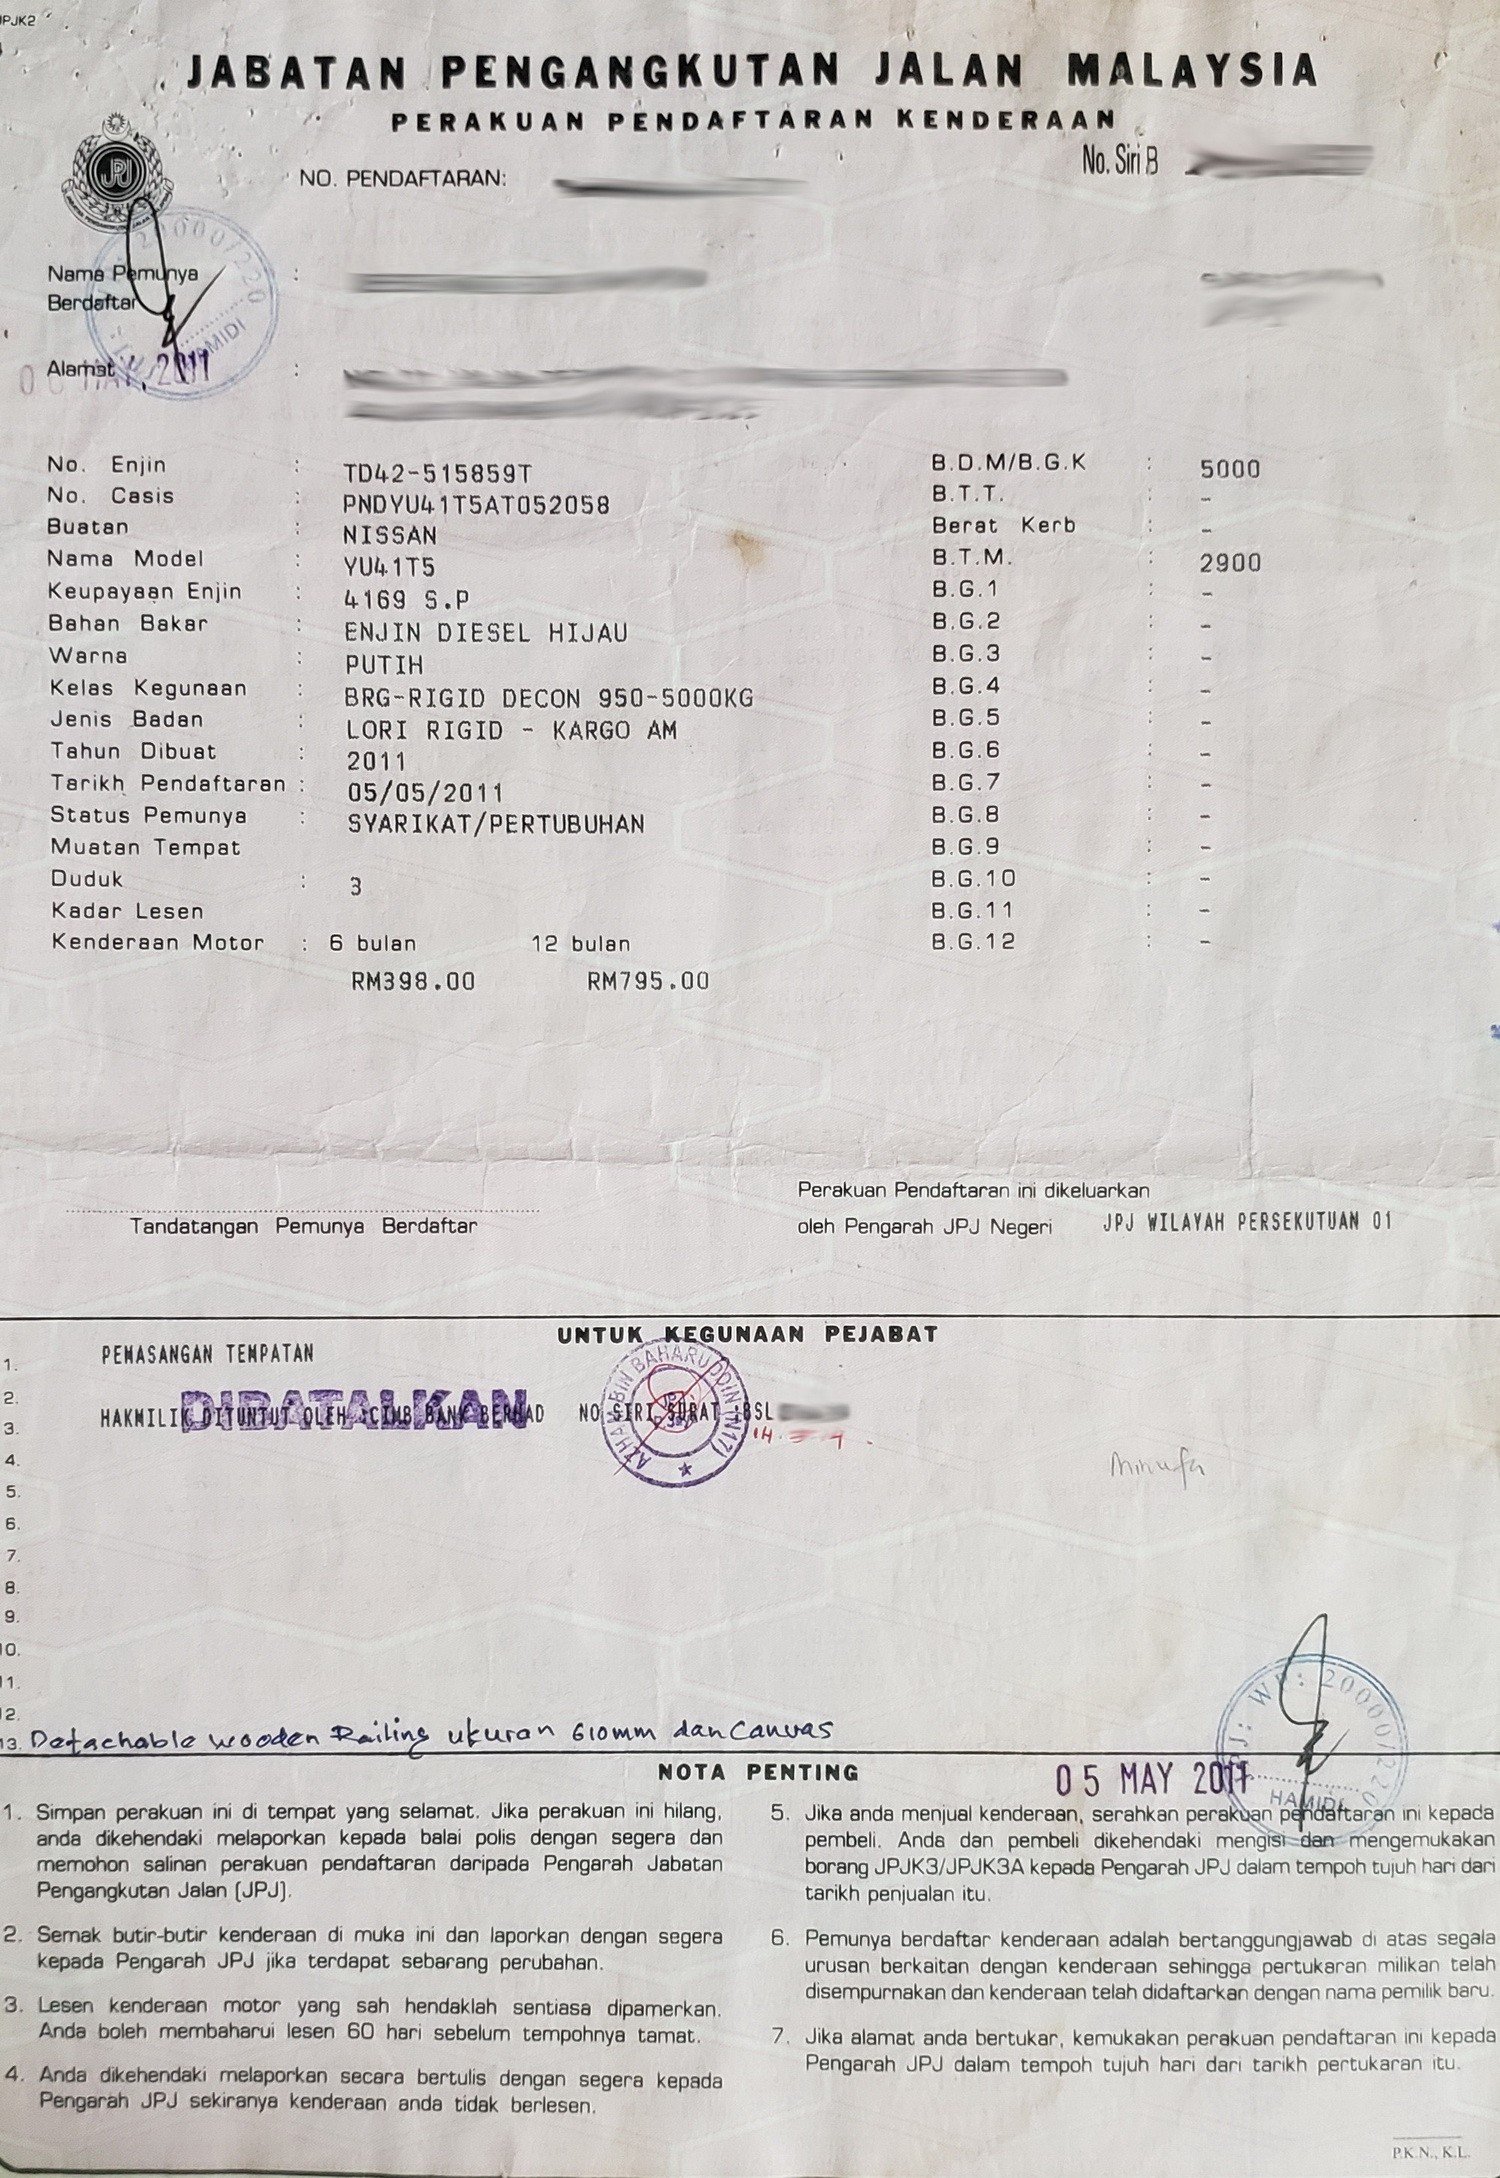 JPJK2
JABATAN PENGANGKUTAN JALAN MALAYSIA
PERAKUAN PENDAFTARAN KENDERAAN
No. Siri B
NO. PENDAFTARAN:
JPJ
20000/220
HAMIDI
Nama Pemunya :
Berdaftar
Alamat :
2011
No. Enjin : TD42-515859T
No. Casis : PNDYU41T5AT052058
Buatan : NISSAN
Nama Model : YU41T5
Keupayaan Enjin : 4169 S.P
Bahan Bakar : ENJIN DIESEL HIJAU
Warna : PUTIH
Kelas Kegunaan : BRG-RIGID DECON 950-5000KG
Jenis Badan : LORI RIGID - KARGO AM
Tahun Dibuat : 2011
Tarikh Pendaftaran : 05/05/2011
Status Pemunya : SYARIKAT/PERTUBUHAN
Muatan Tempat
Duduk : 3
Kadar Lesen
Kenderaan Motor : 6 bulan 12 bulan
RM398.00 RM795.00
B.D.M/B.G.K : 5000
B.T.T. : -
Berat Kerb : -
B.T.M. : 2900
B.G.1 : -
B.G.2 : -
B.G.3 : -
B.G.4 : -
B.G.5 : -
B.G.6 : -
B.G.7 : -
B.G.8 : -
B.G.9 : -
B.G.10 : -
B.G.11 : -
B.G.12 : -
Tandatangan Pemunya Berdaftar
Perakuan Pendaftaran ini dikeluarkan
oleh Pengarah JPJ Negeri JPJ WILAYAH PERSEKUTUAN 01
UNTUK KEGUNAAN PEJABAT
1. PEMASANGAN TEMPATAN
2. DIBATALKAN
3. HAKMILIK DITUNTUT OLEH :CIMB BANK BERHAD NO SIRI SURAT :BSL
BIN BAHARUDDIN (N17)
4.
5.
6.
7.
8.
9.
10.
11.
12.
13. Detachable wooden Railing ukuran 610mm dan Canvas
JPJ: WP: 20000/220
HAMIDI
05 MAY 2011
NOTA PENTING
1. Simpan perakuan ini di tempat yang selamat. Jika perakuan ini hilang,
anda dikehendaki melaporkan kepada balai polis dengan segera dan
memohon salinan perakuan pendaftaran daripada Pengarah Jabatan
Pengangkutan Jalan (JPJ).
2. Semak butir-butir kenderaan di muka ini dan laporkan dengan segera
kepada Pengarah JPJ jika terdapat sebarang perubahan.
3. Lesen kenderaan motor yang sah hendaklah sentiasa dipamerkan.
Anda boleh membaharui lesen 60 hari sebelum tempohnya tamat.
4. Anda dikehendaki melaporkan secara bertulis dengan segera kepada
Pengarah JPJ sekiranya kenderaan anda tidak berlesen.
5. Jika anda menjual kenderaan, serahkan perakuan pendaftaran ini kepada
pembeli. Anda dan pembeli dikehendaki mengisi dan mengemukakan
borang JPJK3/JPJK3A kepada Pengarah JPJ dalam tempoh tujuh hari dari
tarikh penjualan itu.
6. Pemunya berdaftar kenderaan adalah bertanggungjawab di atas segala
urusan berkaitan dengan kenderaan sehingga pertukaran milikan telah
disempurnakan dan kenderaan telah didaftarkan dengan nama pemilik baru.
7. Jika alamat anda bertukar, kemukakan perakuan pendaftaran ini kepada
Pengarah JPJ dalam tempoh tujuh hari dari tarikh pertukaran itu.
P.K.N., K.L.